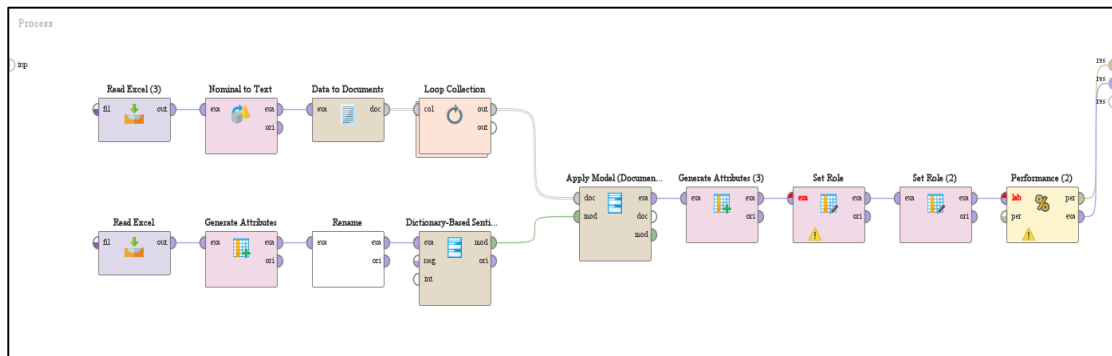 Process
inp
res
res
res
Read Excel (3)
fil out
Nominal to Text
exa exa
ori
Data to Documents
exa doc
Loop Collection
col out
out
Apply Model (Documen...
doc exa
mod doc
mod
Generate Attributes (3)
exa exa
ori
Set Role
exa exa
ori
Set Role (2)
exa exa
ori
Performance (2)
lab per
per exa
%
Read Excel
fil out
Generate Attributes
exa exa
ori
Rename
exa exa
ori
Dictionary-Based Senti...
exa mod
neg ori
int